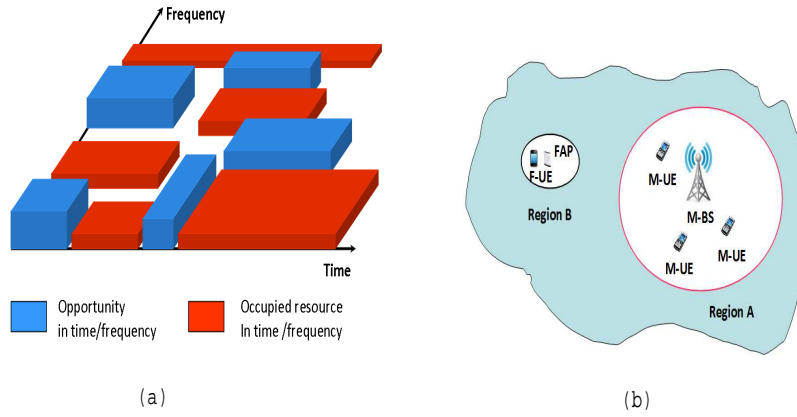 Frequency
Time
Opportunity
in time/frequency
Occupied resource
In time /frequency
(a)
FAP
F-UE
Region B
M-UE
M-BS
M-UE
M-UE
Region A
(b)